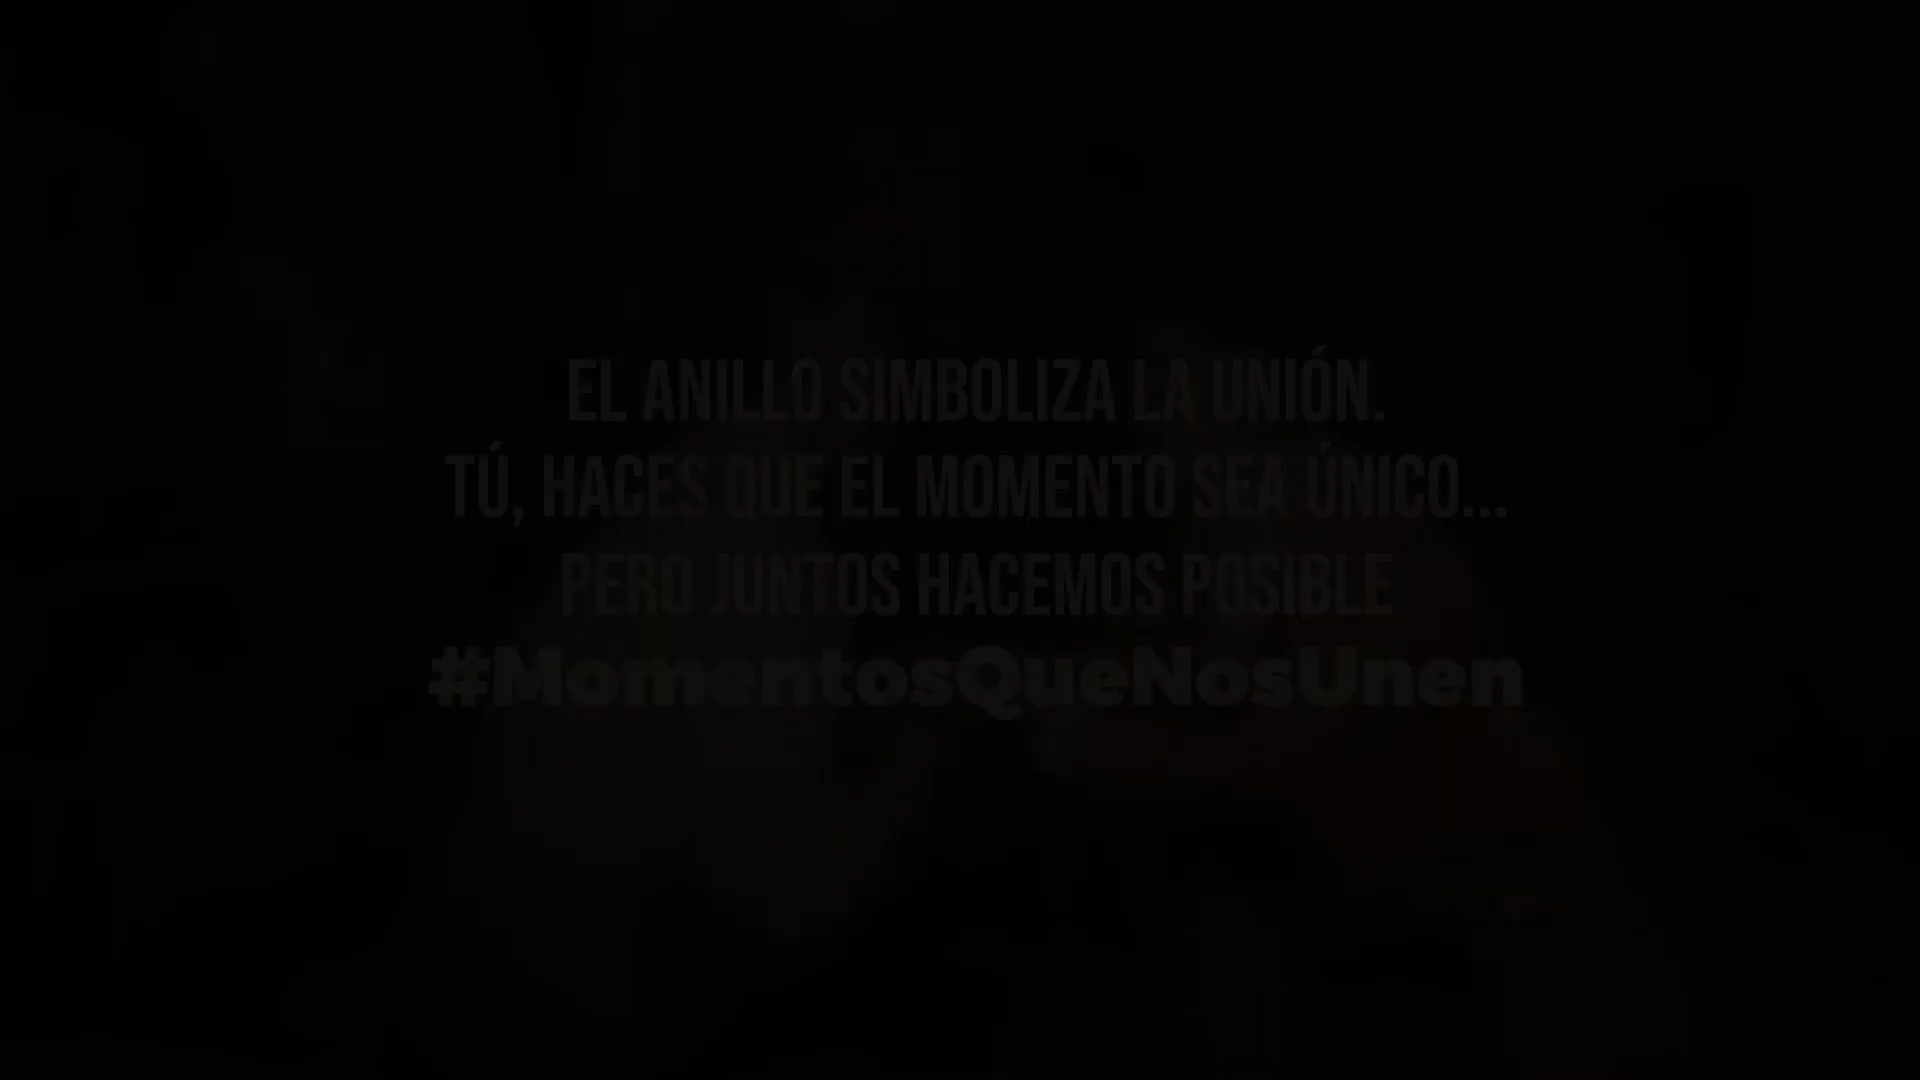 EL ANILLO SIMBOLIZA LA UNIÓN.
TÚ, HACES QUE EL MOMENTO SEA ÚNICO...
PERO JUNTOS HACEMOS POSIBLE
#MomentosQueNosUnen